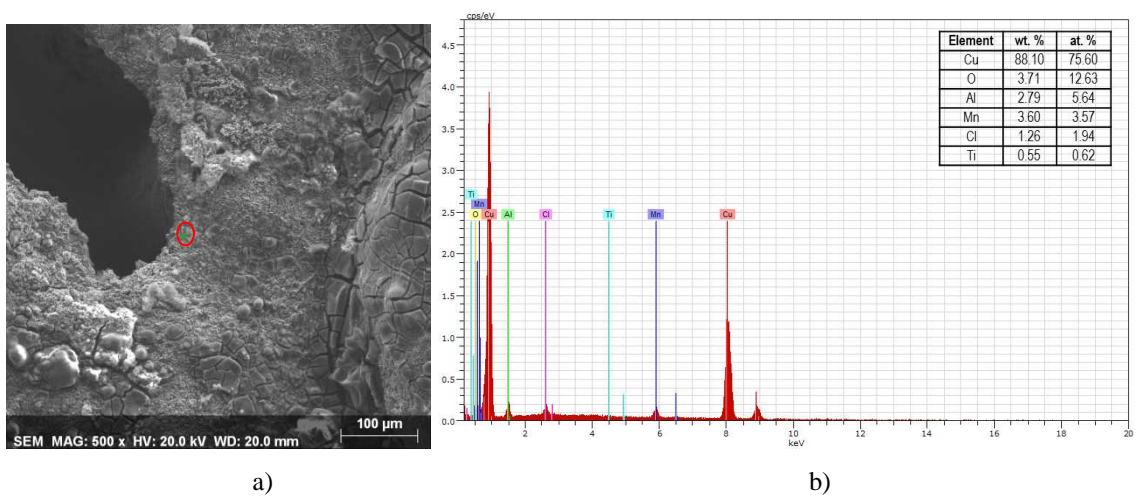 cps/eV
4.5
4.0
3.5
3.0
2.5
2.0
1.5
1.0
0.5
0.0
Ti
Mn
O Cu Al Cl Ti Mn Cu
2 4 6 8 10 12 14 16 18 20
keV
Element wt. % at. %
Cu 88.10 75.60
O 3.71 12.63
Al 2.79 5.64
Mn 3.60 3.57
Cl 1.26 1.94
Ti 0.55 0.62
100 µm
SEM MAG: 500 x HV: 20.0 kV WD: 20.0 mm
a)
b)